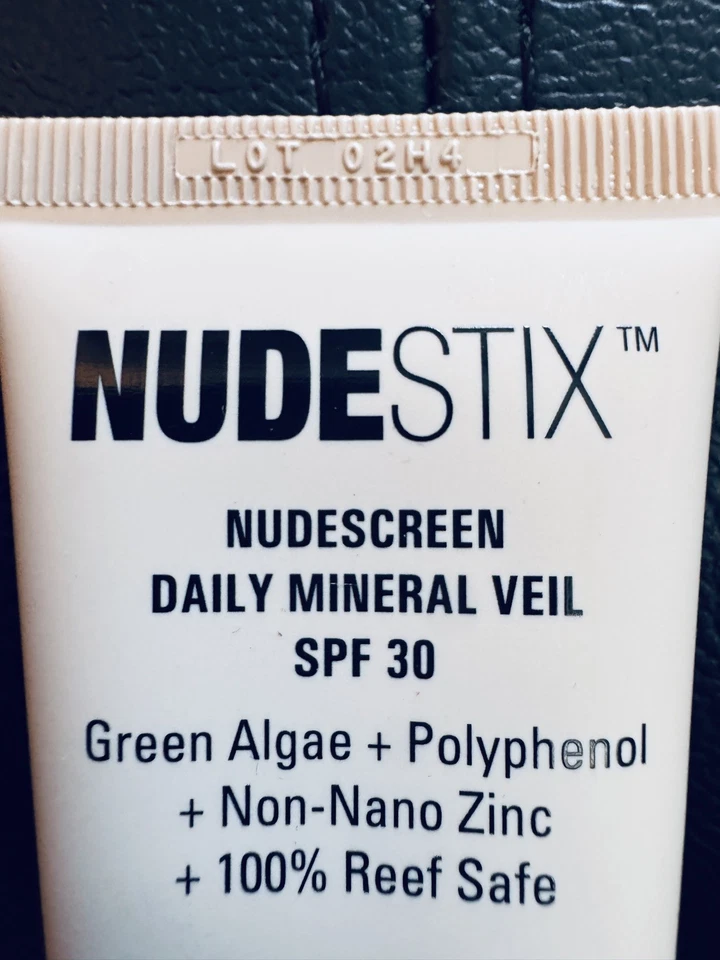 LOT 02H4
NUDESTIX™
NUDESCREEN
DAILY MINERAL VEIL
SPF 30
Green Algae + Polyphenol
+ Non-Nano Zinc
+ 100% Reef Safe